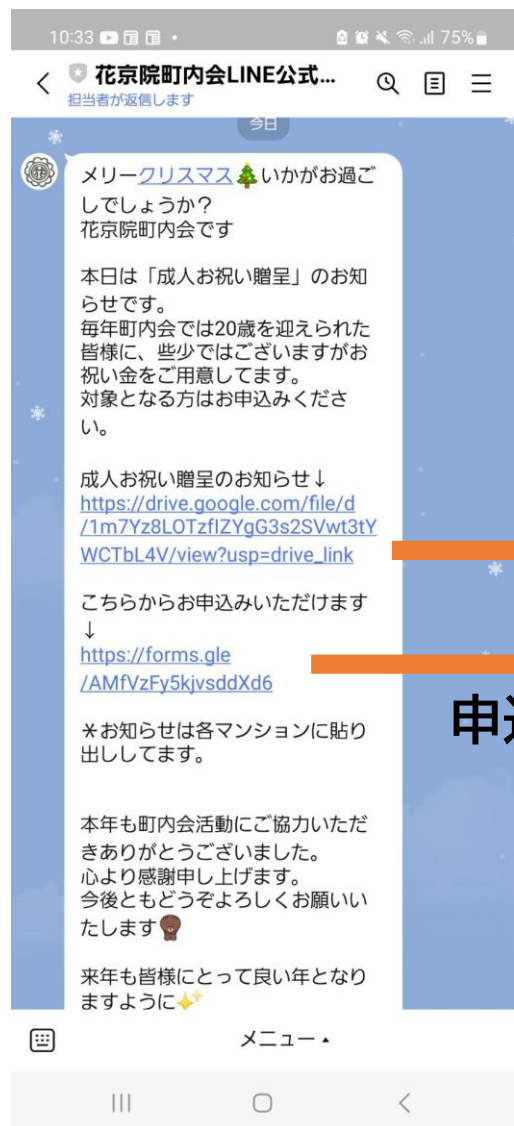 10:33
75%
花京院町内会LINE公式...
担当者が返信します
今日
メリークリスマス🎄いかがお過ご
しでしょうか?
花京院町内会です
本日は「成人お祝い贈呈」のお知
らせです。
毎年町内会では20歳を迎えられた
皆様に、些少ではございますがお
祝い金をご用意してます。
対象となる方はお申込みくださ
い。
成人お祝い贈呈のお知らせ↓
https://drive.google.com/file/d
/1m7Yz8LOTzfIZYgG3s2SVwt3tY
WCTbL4V/view?usp=drive_link
こちらからお申込みいただけます
↓
https://forms.gle
/AMfVzFy5kjvsddXd6
申
＊お知らせは各マンションに貼り
出ししてます。
本年も町内会活動にご協力いただ
きありがとうございました。
心より感謝申し上げます。
今後ともどうぞよろしくお願いい
たします
来年も皆様にとって良い年となり
ますように✨
メニュー